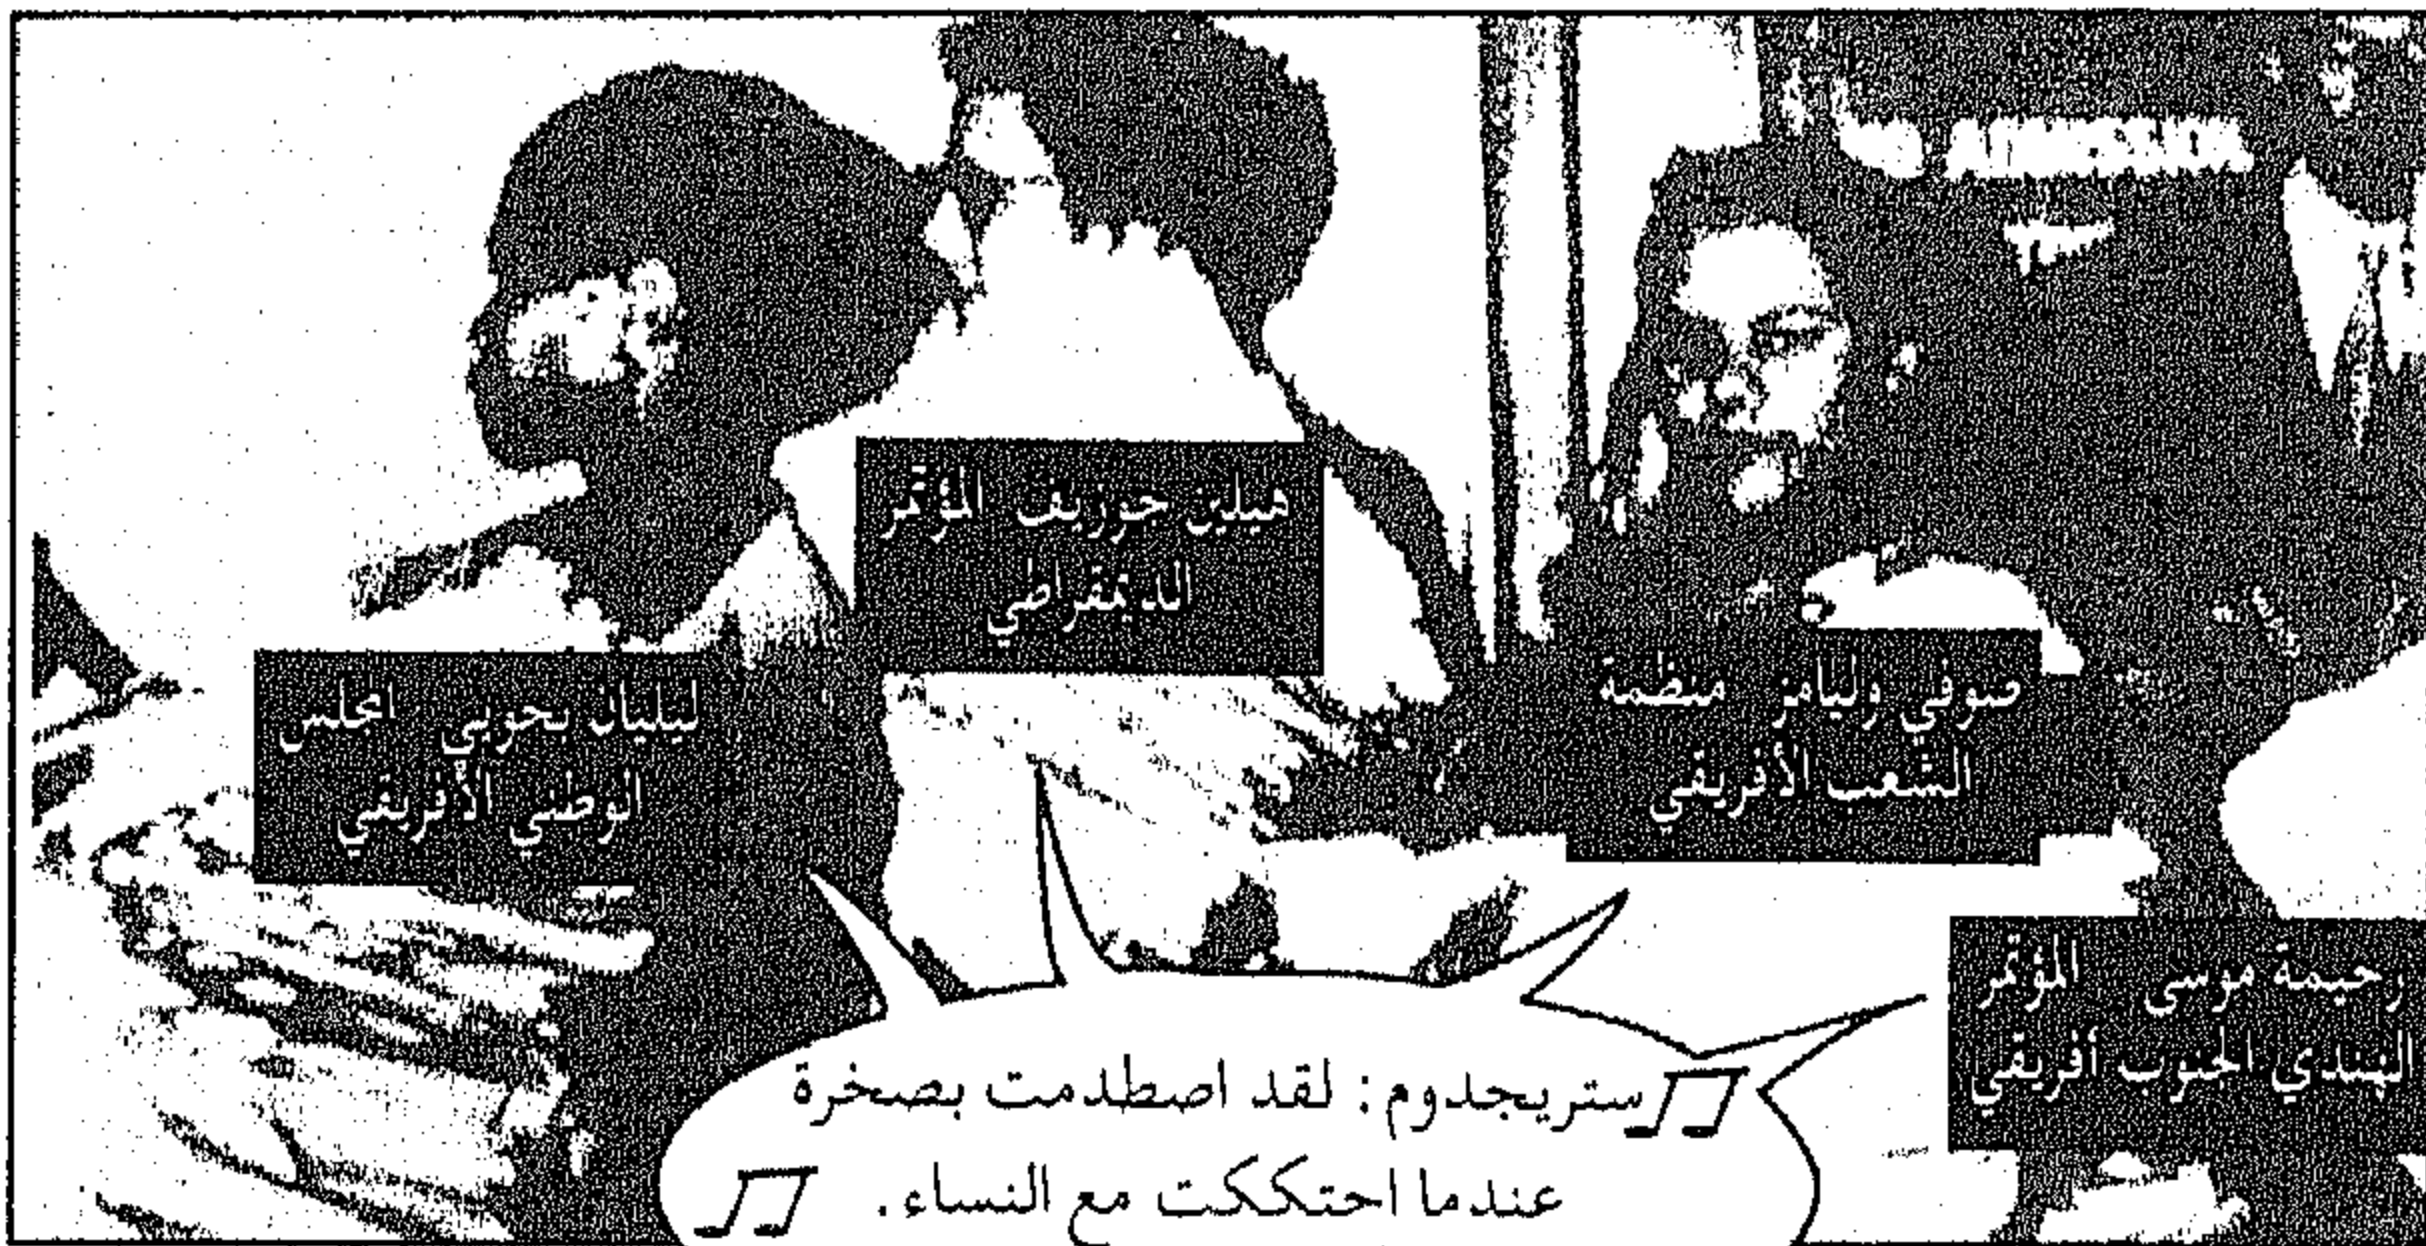 هيلين جوزيف المؤتمر
الديمقراطي
ليليان نجويي المجلس
الوطني الأفريقي
صوفي وليامز منظمة
الشعب الأفريقي
رحيمة موسى المؤتمر
الهندي الجنوب أفريقي
ستريجدوم: لقد اصطدمت بصخرة
عندما احتككت مع النساء.